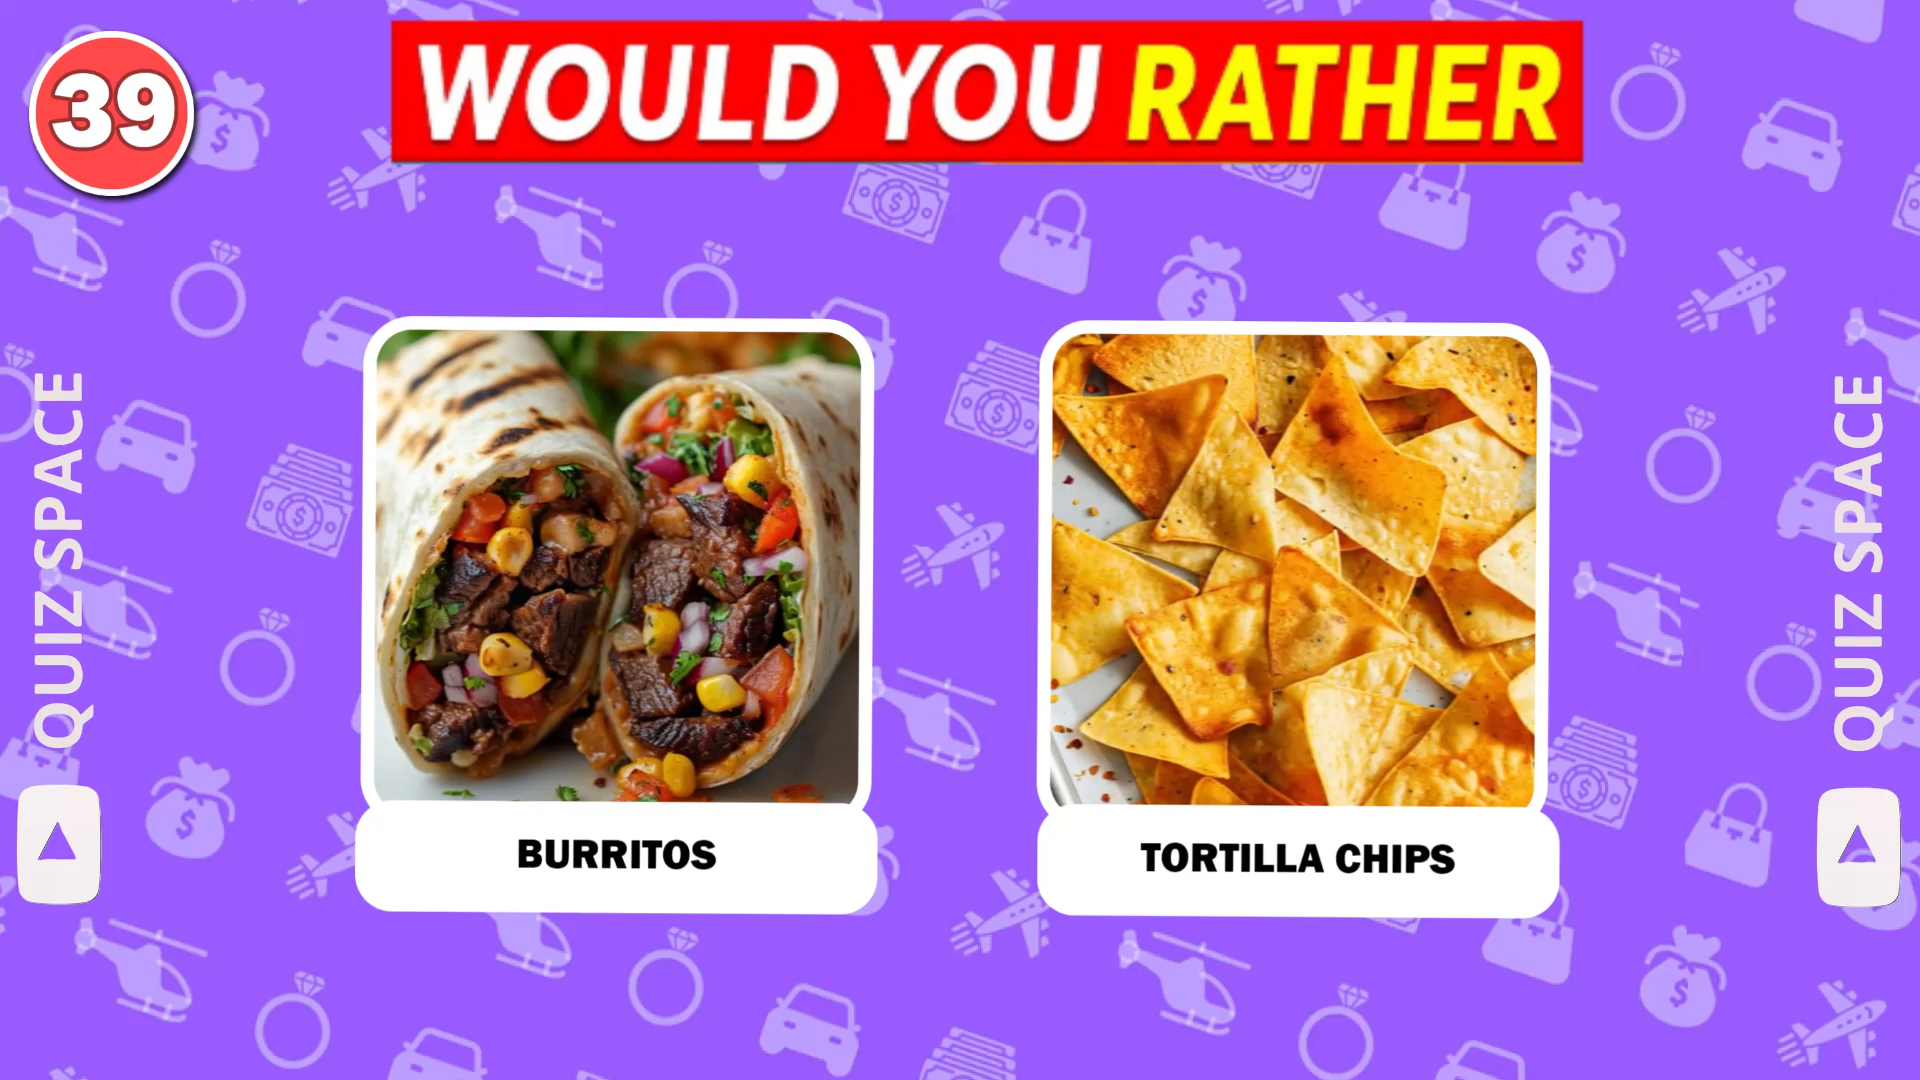 39
WOULD YOU RATHER
QUIZ SPACE
QUIZ SPACE
BURRITOS
TORTILLA CHIPS